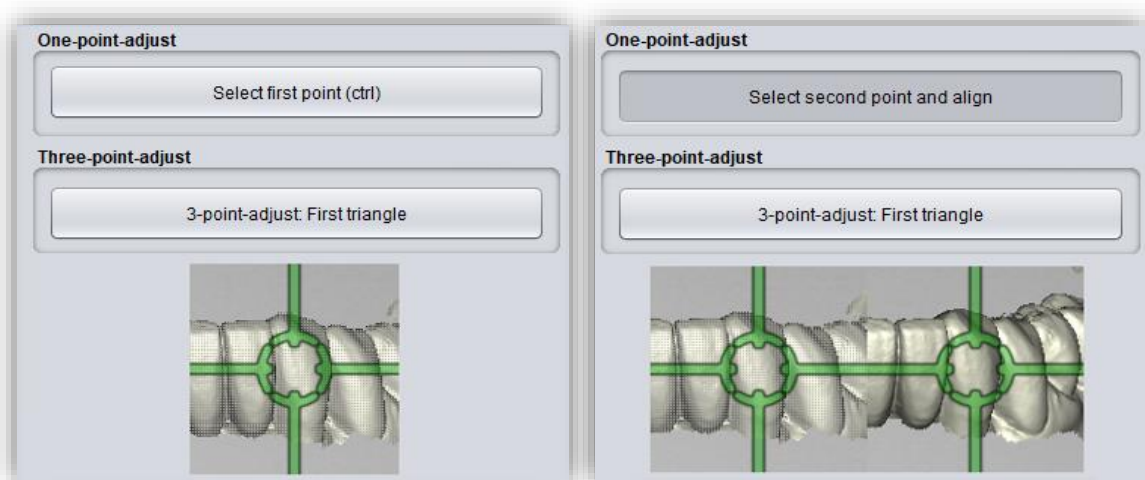 One-point-adjust
Select first point (ctrl)
Three-point-adjust
3-point-adjust: First triangle
One-point-adjust
Select second point and align
Three-point-adjust
3-point-adjust: First triangle